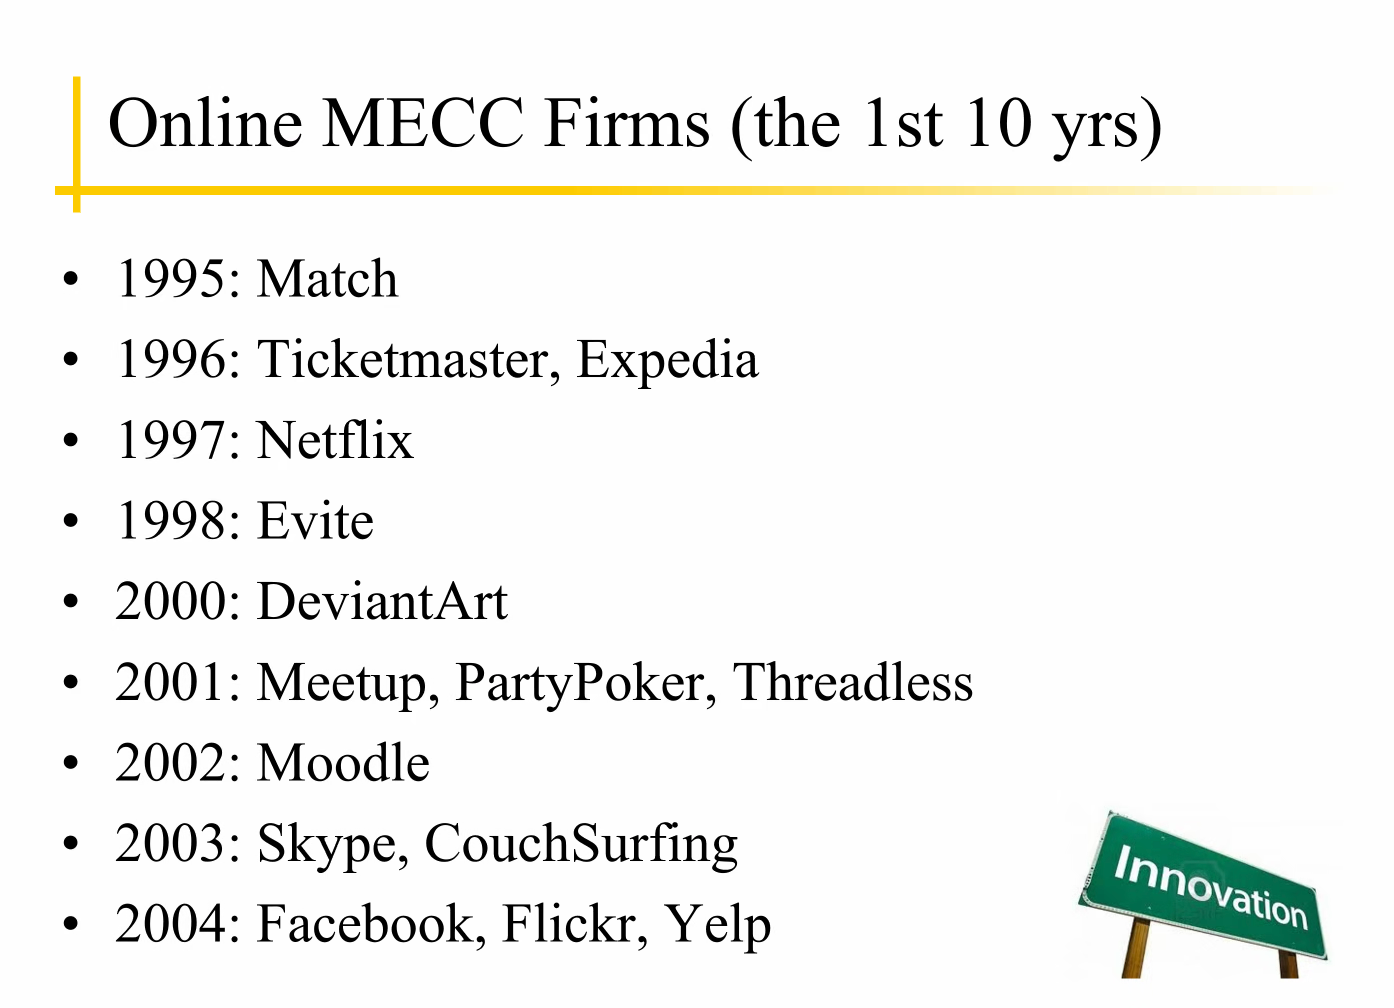 Online MECC Firms (the 1st 10 yrs)
• 1995: Match
• 1996: Ticketmaster, Expedia
• 1997: Netflix
• 1998: Evite
• 2000: DeviantArt
• 2001: Meetup, PartyPoker, Threadless
• 2002: Moodle
• 2003: Skype, CouchSurfing
• 2004: Facebook, Flickr, Yelp
Innovation